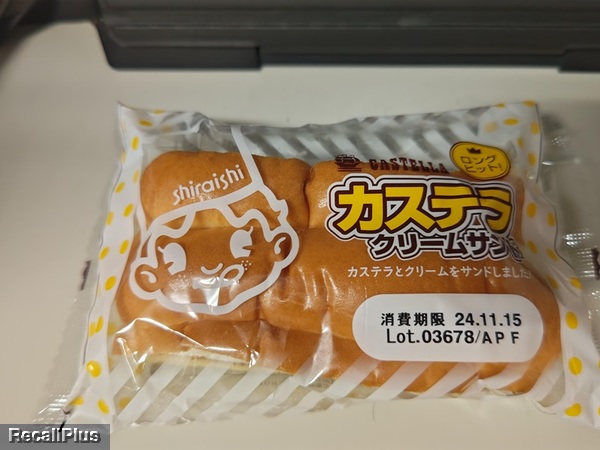 shiraishi
CASTELLA
ロング
ヒット!
カステラ
クリームサンド
カステラとクリームをサンドしました!
消費期限 24.11.15
Lot.03678/APF
RecallPlus